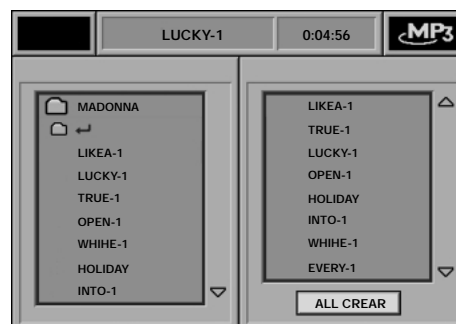 LUCKY-1 0:04:56 MP3
MADONNA
LIKEA-1
LUCKY-1
TRUE-1
OPEN-1
WHIHE-1
HOLIDAY
INTO-1
LIKEA-1
TRUE-1
LUCKY-1
OPEN-1
HOLIDAY
INTO-1
WHIHE-1
EVERY-1
ALL CREAR